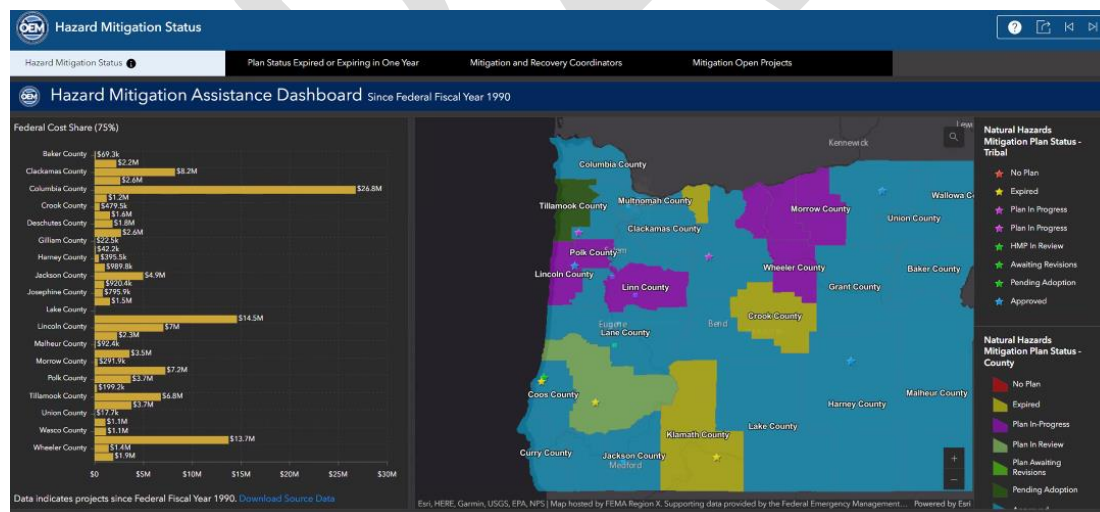 OEM Hazard Mitigation Status
?
Hazard Mitigation Status
Plan Status Expired or Expiring in One Year
Mitigation and Recovery Coordinators
Mitigation Open Projects
OEM Hazard Mitigation Assistance Dashboard Since Federal Fiscal Year 1990
Federal Cost Share (75%)
Baker County $69.3k
$2.2M
Clackamas County $8.2M
$2.6M
Columbia County $26.8M
$1.2M
Crook County $479.5k
$1.6M
Deschutes County $1.8M
$2.6M
Gilliam County $22.5k
$42.2k
Harney County $395.5k
$989.8k
Jackson County $4.9M
$920.4k
Josephine County $795.9k
$1.5M
Lake County
$14.5M
Lincoln County $7M
$2.3M
Malheur County $92.4k
$3.5M
Morrow County $291.9k
$7.2M
Polk County $3.7M
$199.2k
Tillamook County $6.8M
$3.7M
Union County $17.7k
$1.1M
Wasco County $1.1M
$13.7M
Wheeler County $1.4M
$1.9M
$0 $5M $10M $15M $20M $25M $30M
Data indicates projects since Federal Fiscal Year 1990. Download Source Data
Kennewick
Columbia County
Tillamook County
Multnomah County
Morrow County
Wallowa
Union County
Clackamas County
Polk County
Lincoln County
Wheeler County
Baker County
Linn County
Grant County
Crook County
Eugene
Bend
Lane County
Coos County
Malheur County
Harney County
Klamath County
Lake County
Curry County
Jackson County
Medford
+
−
Esri, HERE, Garmin, USGS, EPA, NPS | Map hosted by FEMA Region X. Supporting data provided by the Federal Emergency Management... Powered by Esri
Natural Hazards
Mitigation Plan Status -
Tribal
No Plan
Expired
Plan In Progress
Plan In Progress
HMP In Review
Awaiting Revisions
Pending Adoption
Approved
Natural Hazards
Mitigation Plan Status -
County
No Plan
Expired
Plan In-Progress
Plan In Review
Plan Awaiting
Revisions
Pending Adoption